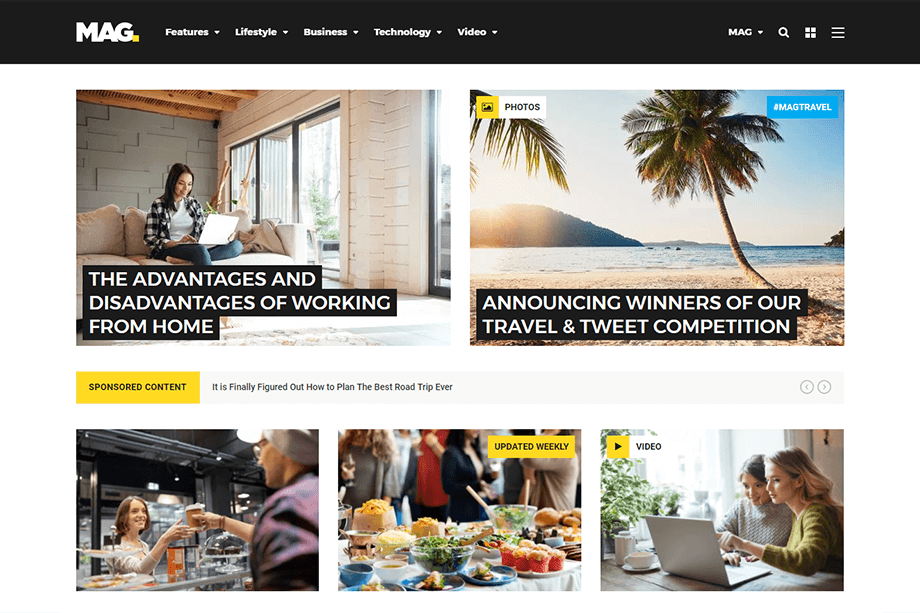 MAG.
Features
Lifestyle
Business
Technology
Video
MAG
PHOTOS
#MAGTRAVEL
THE ADVANTAGES AND
DISADVANTAGES OF WORKING
FROM HOME
ANNOUNCING WINNERS OF OUR
TRAVEL & TWEET COMPETITION
SPONSORED CONTENT
It is Finally Figured Out How to Plan The Best Road Trip Ever
UPDATED WEEKLY
VIDEO